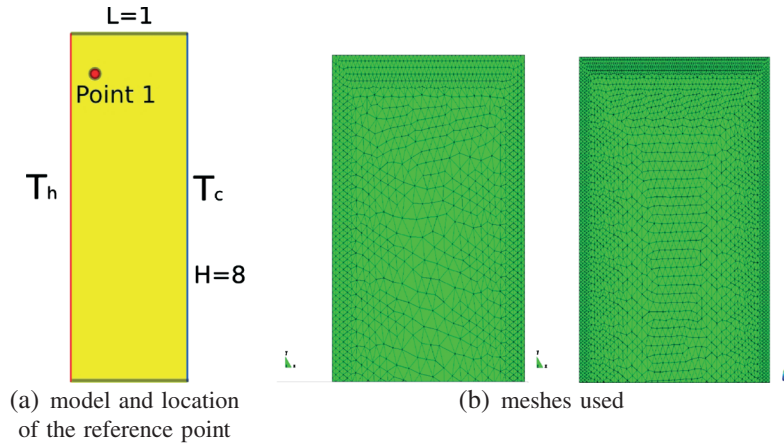 L=1
Point 1
Th
Tc
H=8
(a) model and location
of the reference point
(b) meshes used